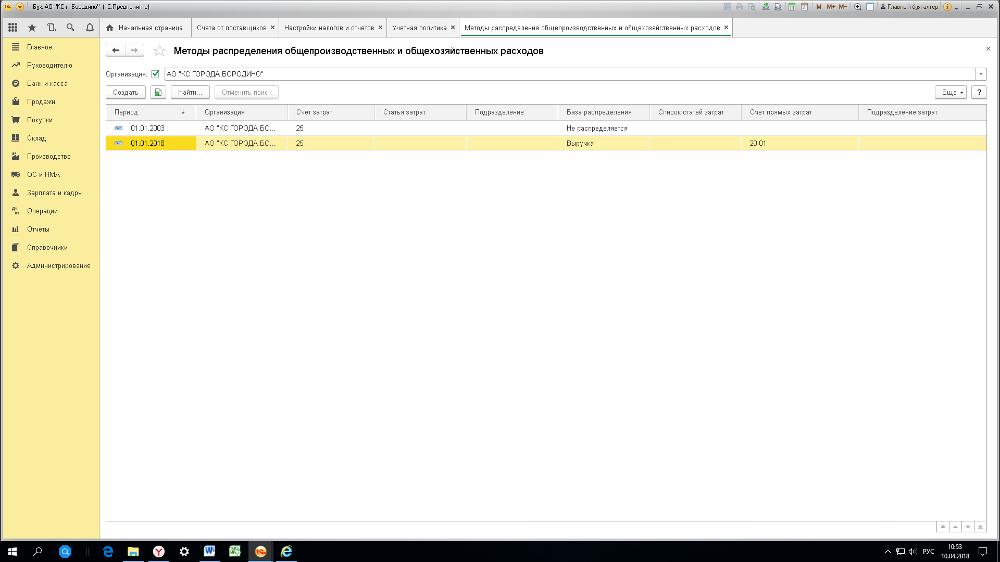 Бух. АО "КС г. Бородино" (1С:Предприятие)
M M+ M- Главный бухгалтер
Начальная страница Счета от поставщиков Настройки налогов и отчетов Учетная политика Методы распределения общепроизводственных и общехозяйственных расходов
Главное
Руководителю
Банк и касса
Продажи
Покупки
Склад
Производство
ОС и НМА
Зарплата и кадры
Операции
Отчеты
Справочники
Администрирование
Методы распределения общепроизводственных и общехозяйственных расходов
Организация: АО "КС ГОРОДА БОРОДИНО"
Создать Найти... Отменить поиск Еще ?
Период Организация Счет затрат Статья затрат Подразделение База распределения Список статей затрат Счет прямых затрат Подразделение затрат
01.01.2003 АО "КС ГОРОДА БО... 25 Не распределяется
01.01.2018 АО "КС ГОРОДА БО... 25 Выручка 20.01
РУС
10:53
10.04.2018